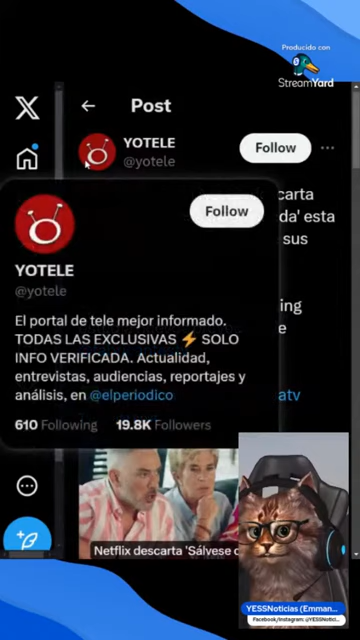 Producido con
StreamYard
Post
YOTELE
@yotele
Follow
carta
da' esta
sus
Follow
YOTELE
@yotele
El portal de tele mejor informado.
TODAS LAS EXCLUSIVAS ⚡ SOLO
INFO VERIFICADA. Actualidad,
entrevistas, audiencias, reportajes y
análisis, en @elperiodico
ing
e
atv
610 Following 19.8K Followers
Netflix descarta 'Sálvese
YESSNoticias (Emman...
Facebook/Instagram: @YESSNotici...